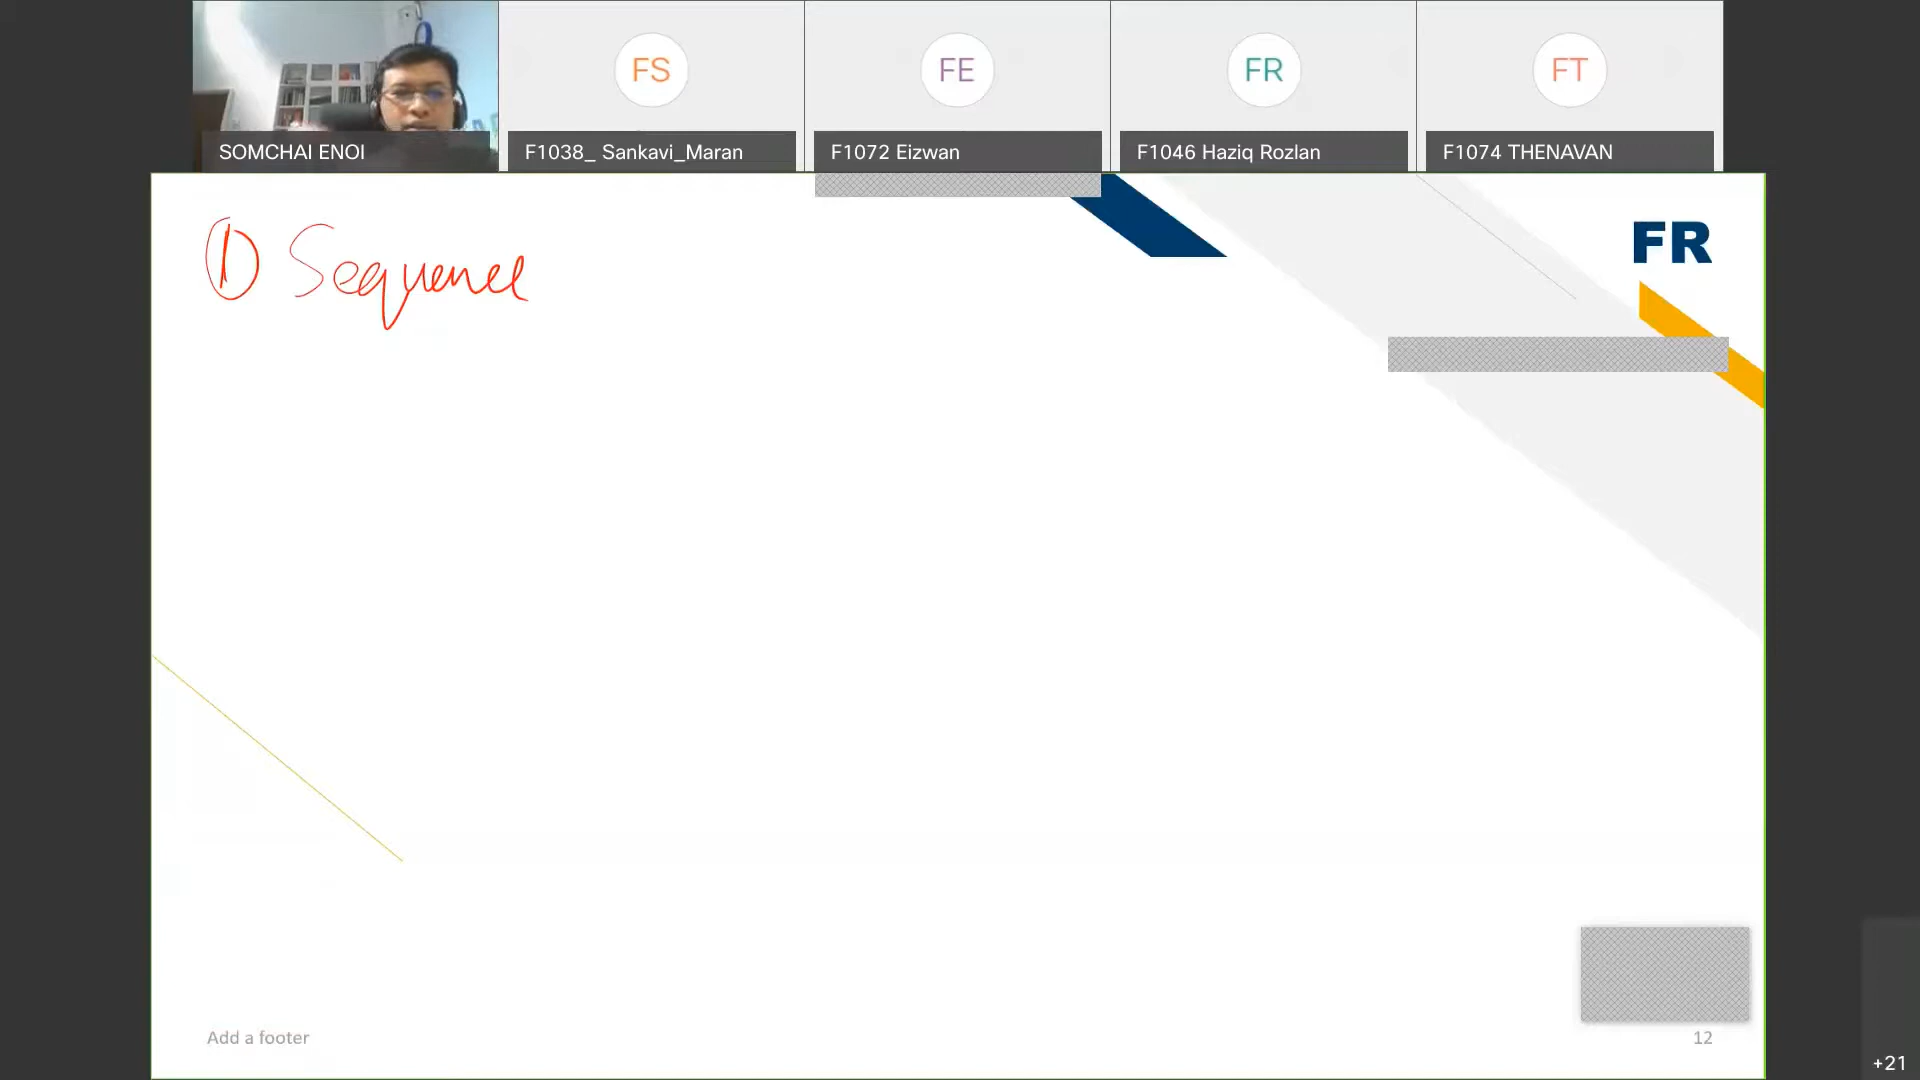 FS
FE
FR
FT
SOMCHAI ENOI
F1038_ Sankavi_Maran
F1072 Eizwan
F1046 Haziq Rozlan
F1074 THENAVAN
FR
① Sequence
Add a footer
12
+21